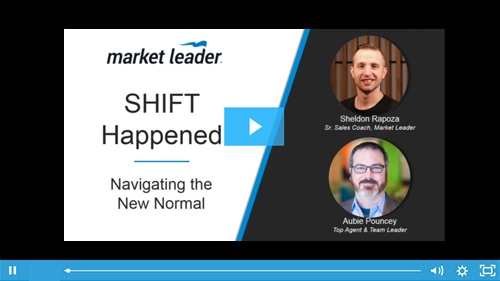 market leader.
SHIFT
Happened
Navigating the
New Normal
Sheldon Rapoza
Sr. Sales Coach, Market Leader
Aubie Pouncey
Top Agent & Team Leader